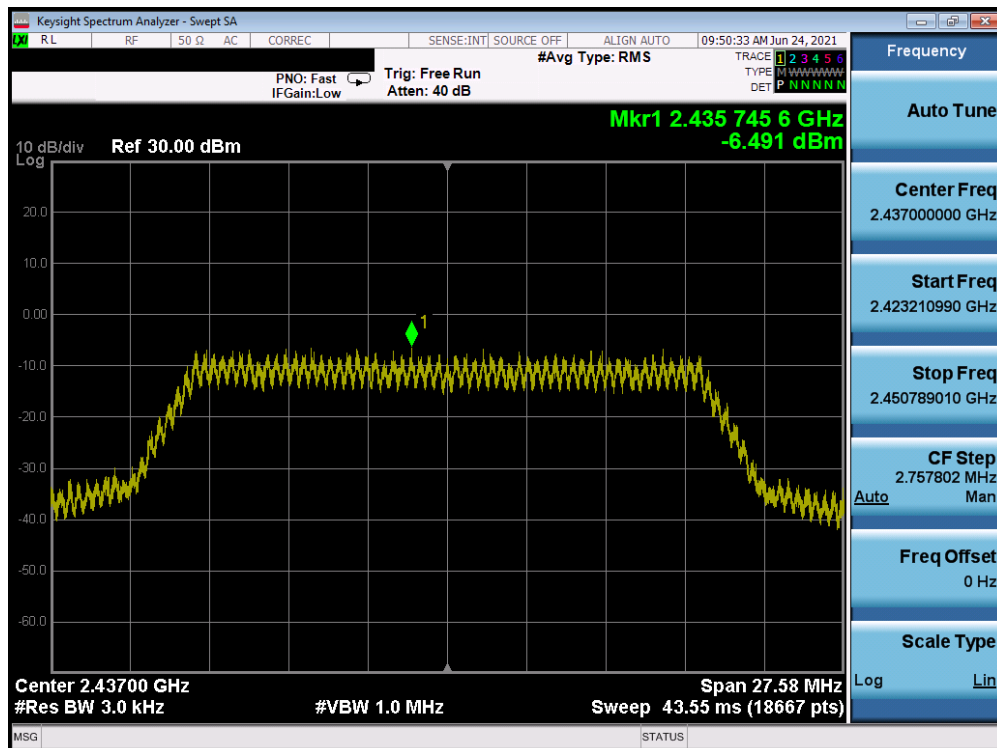 Keysight Spectrum Analyzer - Swept SA
LXI RL RF 50 Ω AC CORREC SENSE:INT SOURCE OFF ALIGN AUTO 09:50:33 AM Jun 24, 2021
PNO: Fast
IFGain:Low
Trig: Free Run
Atten: 40 dB
#Avg Type: RMS
TRACE 1 2 3 4 5 6
TYPE M W W W W W
DET P N N N N N
Mkr1 2.435 745 6 GHz
-6.491 dBm
10 dB/div Ref 30.00 dBm
Log
20.0
10.0
0.00
-10.0
-20.0
-30.0
-40.0
-50.0
-60.0
1
Center 2.43700 GHz
#Res BW 3.0 kHz
#VBW 1.0 MHz
Span 27.58 MHz
Sweep 43.55 ms (18667 pts)
MSG STATUS
Frequency
Auto Tune
Center Freq
2.437000000 GHz
Start Freq
2.423210990 GHz
Stop Freq
2.450789010 GHz
CF Step
2.757802 MHz
Auto Man
Freq Offset
0 Hz
Scale Type
Log Lin